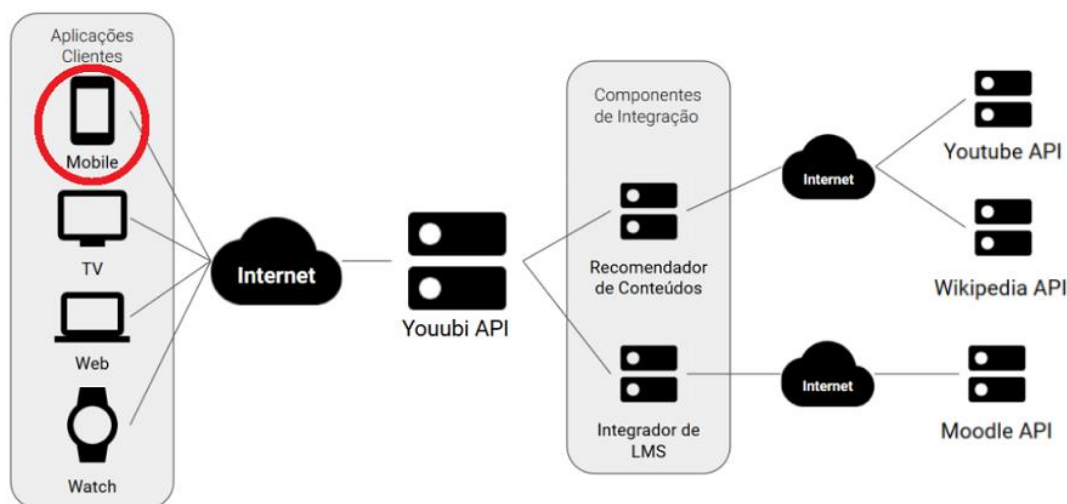 Aplicações
Clientes
Mobile
TV
Web
Watch
Internet
Youubi API
Componentes
de Integração
Recomendador
de Conteúdos
Integrador de
LMS
Internet
Internet
Youtube API
Wikipedia API
Moodle API